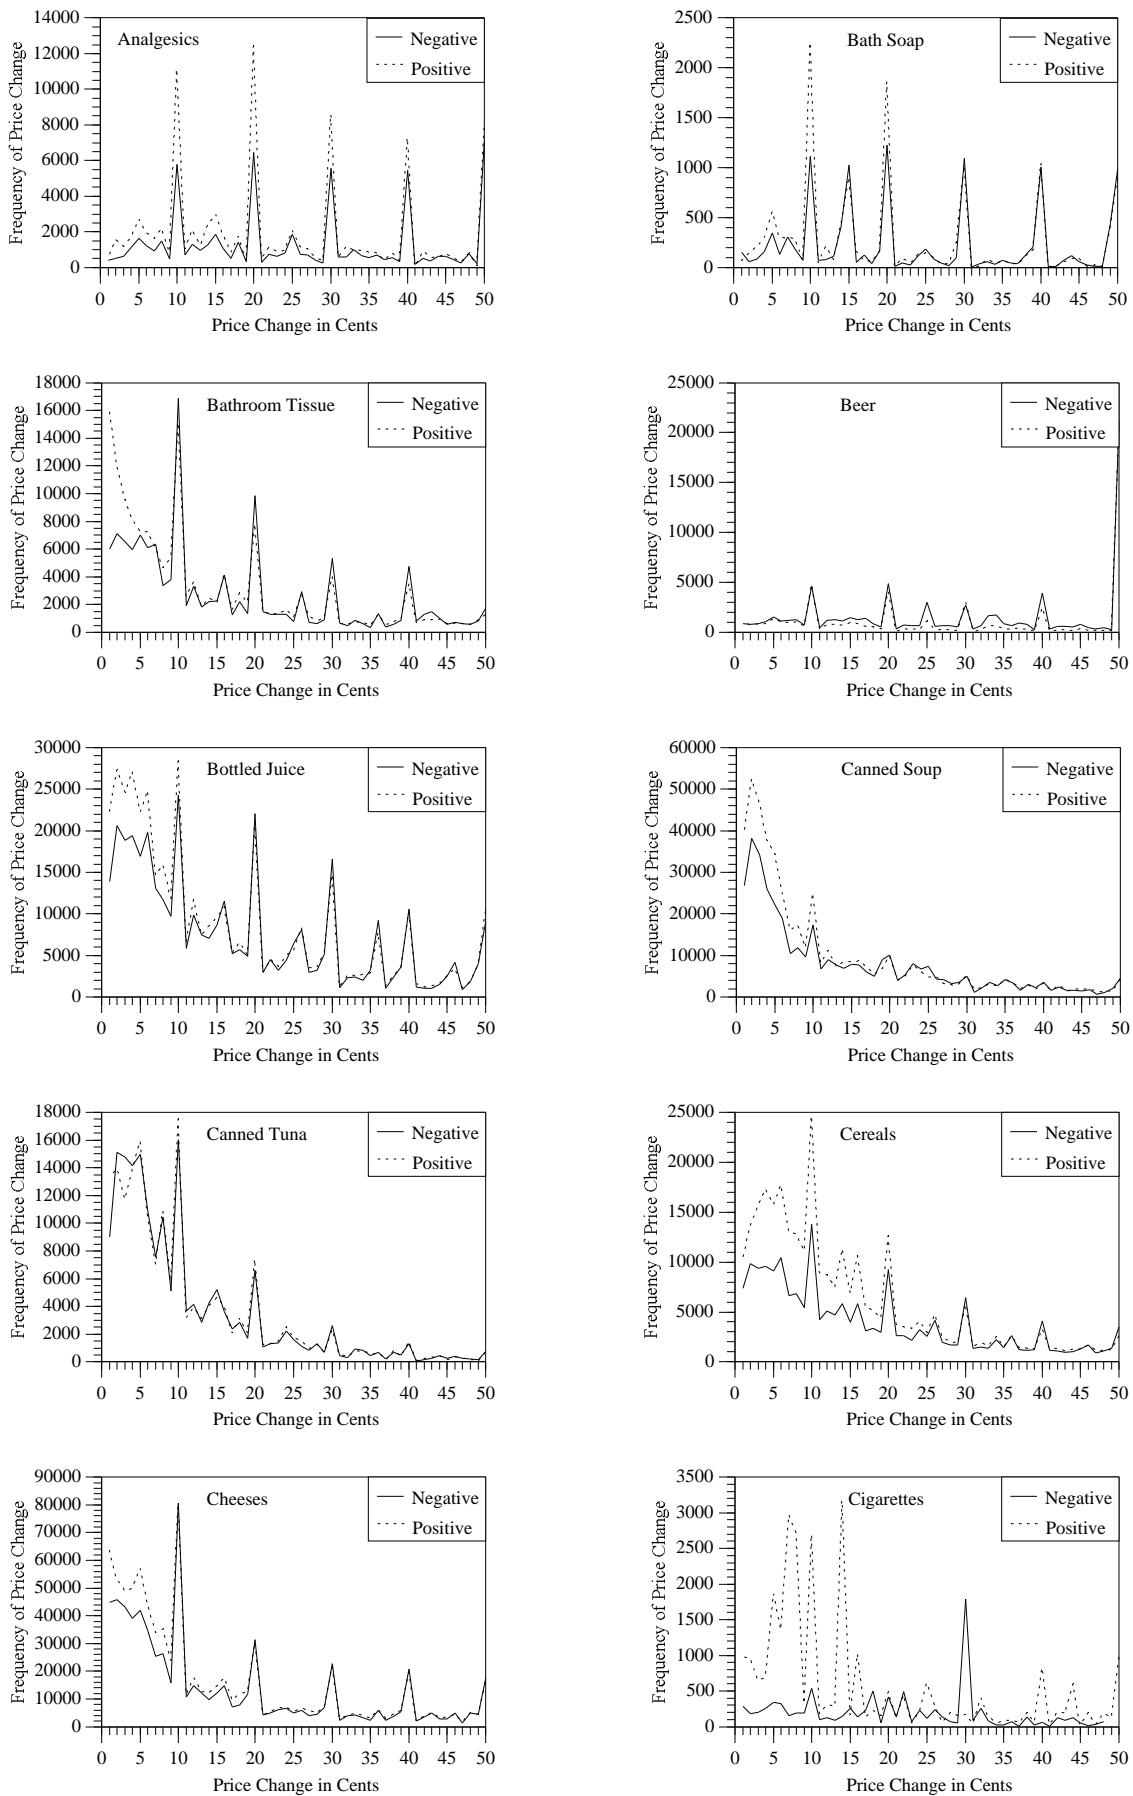 14000
12000
10000
8000
6000
4000
2000
0
Frequency of Price Change
Analgesics
Negative
Positive
0 5 10 15 20 25 30 35 40 45 50
Price Change in Cents
2500
2000
1500
1000
500
0
Frequency of Price Change
Bath Soap
Negative
Positive
0 5 10 15 20 25 30 35 40 45 50
Price Change in Cents
18000
16000
14000
12000
10000
8000
6000
4000
2000
0
Frequency of Price Change
Bathroom Tissue
Negative
Positive
0 5 10 15 20 25 30 35 40 45 50
Price Change in Cents
25000
20000
15000
10000
5000
0
Frequency of Price Change
Beer
Negative
Positive
0 5 10 15 20 25 30 35 40 45 50
Price Change in Cents
30000
25000
20000
15000
10000
5000
0
Frequency of Price Change
Bottled Juice
Negative
Positive
0 5 10 15 20 25 30 35 40 45 50
Price Change in Cents
60000
50000
40000
30000
20000
10000
0
Frequency of Price Change
Canned Soup
Negative
Positive
0 5 10 15 20 25 30 35 40 45 50
Price Change in Cents
18000
16000
14000
12000
10000
8000
6000
4000
2000
0
Frequency of Price Change
Canned Tuna
Negative
Positive
0 5 10 15 20 25 30 35 40 45 50
Price Change in Cents
25000
20000
15000
10000
5000
0
Frequency of Price Change
Cereals
Negative
Positive
0 5 10 15 20 25 30 35 40 45 50
Price Change in Cents
90000
80000
70000
60000
50000
40000
30000
20000
10000
0
Frequency of Price Change
Cheeses
Negative
Positive
0 5 10 15 20 25 30 35 40 45 50
Price Change in Cents
3500
3000
2500
2000
1500
1000
500
0
Frequency of Price Change
Cigarettes
Negative
Positive
0 5 10 15 20 25 30 35 40 45 50
Price Change in Cents